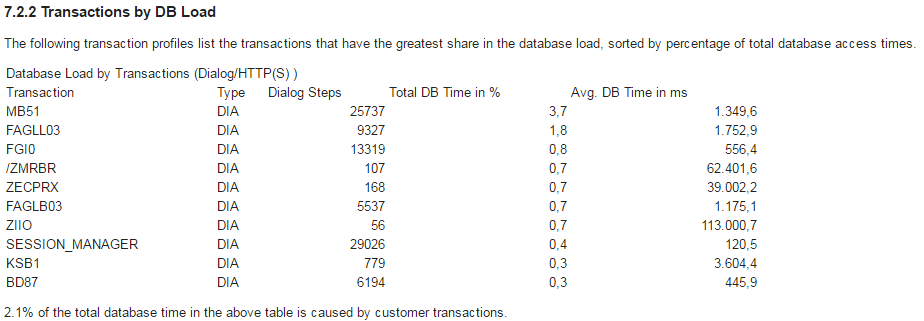 7.2.2 Transactions by DB Load
The following transaction profiles list the transactions that have the greatest share in the database load, sorted by percentage of total database access times.
Database Load by Transactions (Dialog/HTTP(S) )
Transaction Type Dialog Steps Total DB Time in % Avg. DB Time in ms
MB51 DIA 25737 3,7 1.349,6
FAGLL03 DIA 9327 1,8 1.752,9
FGI0 DIA 13319 0,8 556,4
/ZMRBR DIA 107 0,7 62.401,6
ZECPRX DIA 168 0,7 39.002,2
FAGLB03 DIA 5537 0,7 1.175,1
ZIIO DIA 56 0,7 113.000,7
SESSION_MANAGER DIA 29026 0,4 120,5
KSB1 DIA 779 0,3 3.604,4
BD87 DIA 6194 0,3 445,9
2.1% of the total database time in the above table is caused by customer transactions.